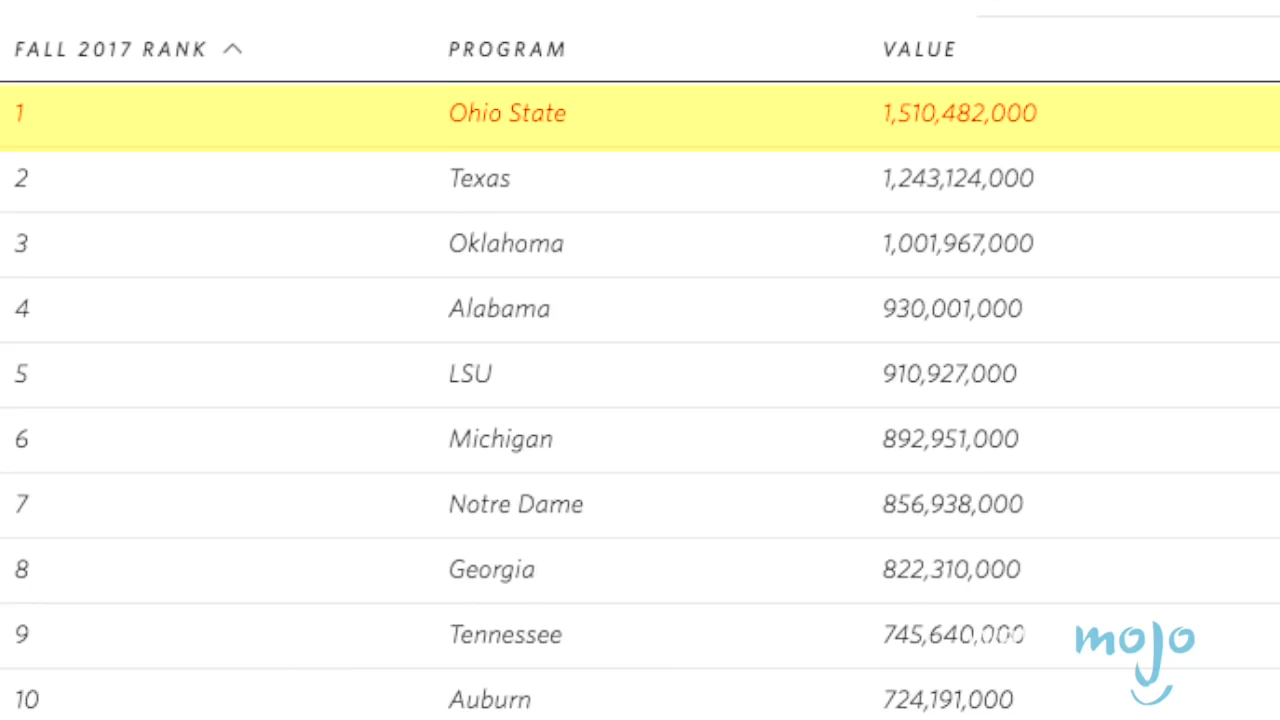 FALL 2017 RANK PROGRAM VALUE
1 Ohio State 1,510,482,000
2 Texas 1,243,124,000
3 Oklahoma 1,001,967,000
4 Alabama 930,001,000
5 LSU 910,927,000
6 Michigan 892,951,000
7 Notre Dame 856,938,000
8 Georgia 822,310,000
9 Tennessee 745,640,000
mojo
10 Auburn 724,191,000